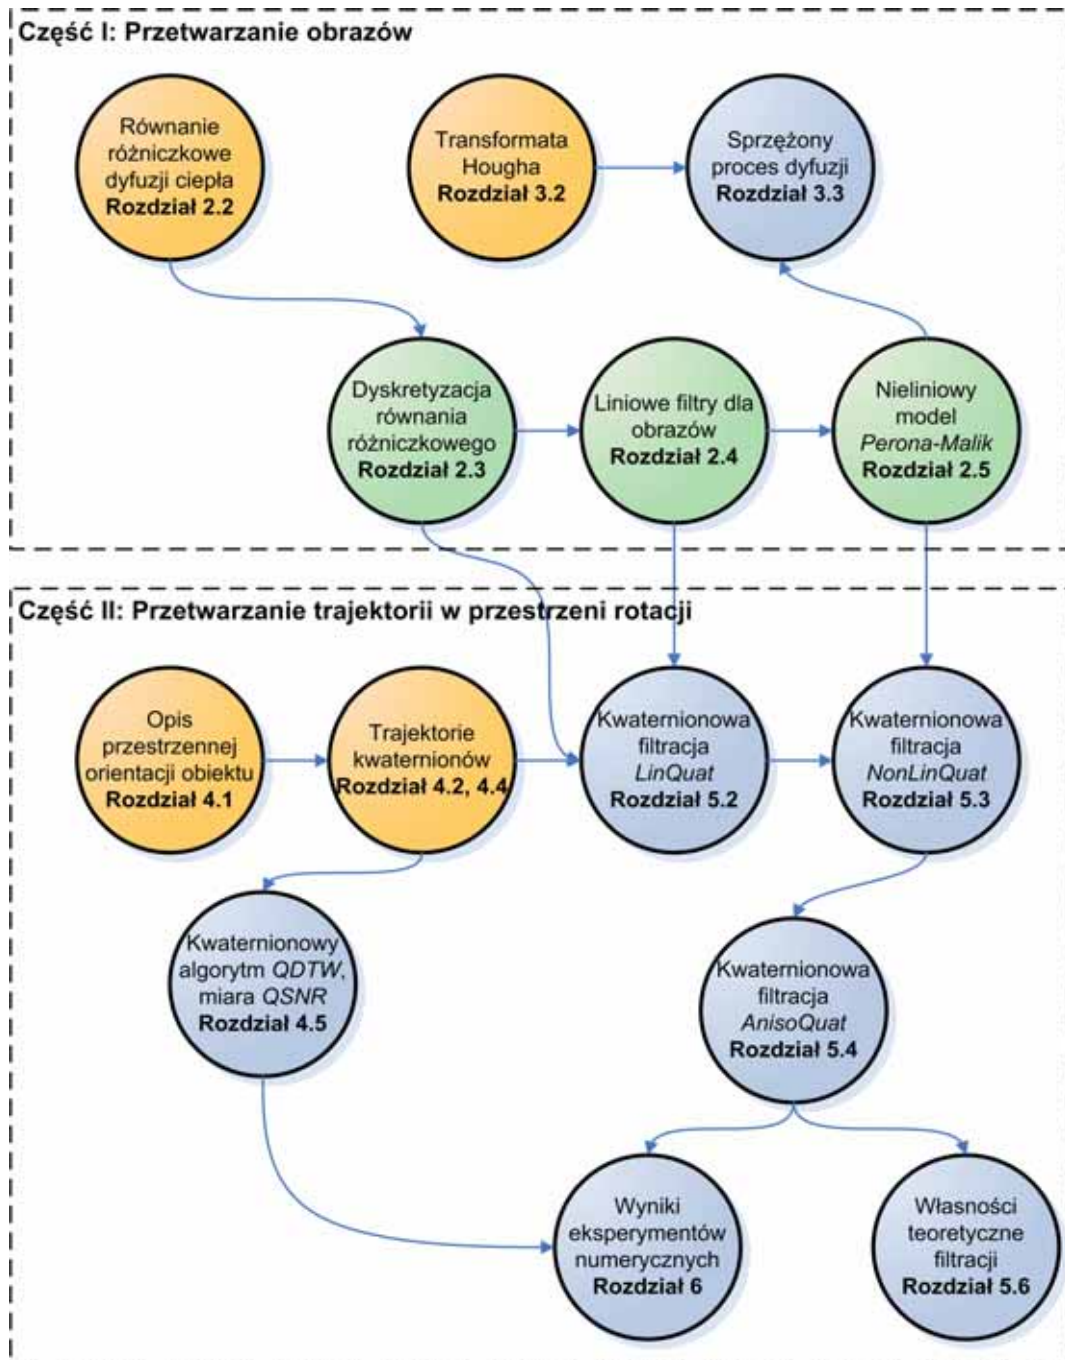 Część I: Przetwarzanie obrazów
Równanie
różniczkowe
dyfuzji ciepła
Rozdział 2.2
Transformata
Hougha
Rozdział 3.2
Sprzężony
proces dyfuzji
Rozdział 3.3
Dyskretyzacja
równania
różniczkowego
Rozdział 2.3
Liniowe filtry dla
obrazów
Rozdział 2.4
Nieliniowy
model
Perona-Malik
Rozdział 2.5
Część II: Przetwarzanie trajektorii w przestrzeni rotacji
Opis
przestrzennej
orientacji obiektu
Rozdział 4.1
Trajektorie
kwaternionów
Rozdział 4.2, 4.4
Kwaternionowa
filtracja
LinQuat
Rozdział 5.2
Kwaternionowa
filtracja
NonLinQuat
Rozdział 5.3
Kwaternionowy
algorytm QDTW,
miara QSNR
Rozdział 4.5
Kwaternionowa
filtracja
AnisoQuat
Rozdział 5.4
Wyniki
eksperymentów
numerycznych
Rozdział 6
Własności
teoretyczne
filtracji
Rozdział 5.6